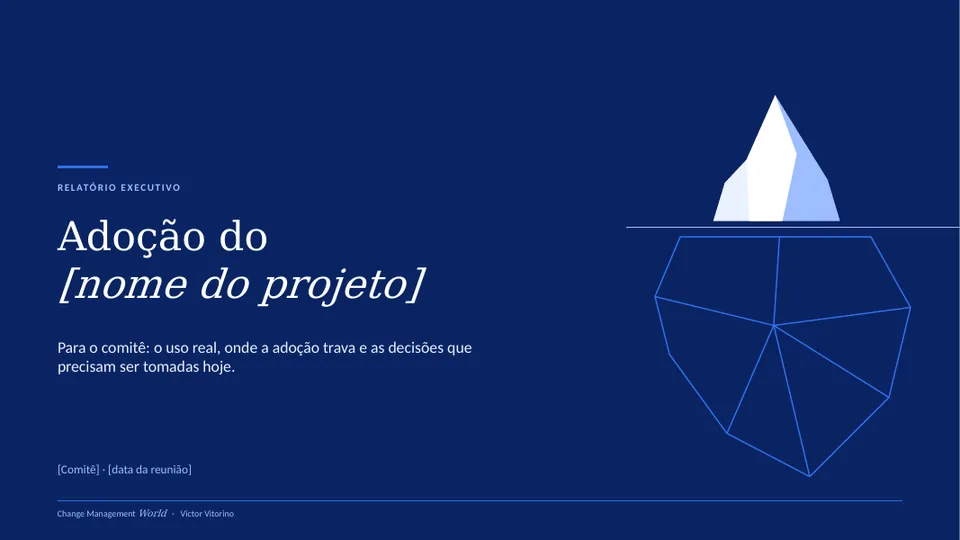 RELATÓRIO EXECUTIVO
Adoção do
[nome do projeto]
Para o comitê: o uso real, onde a adoção trava e as decisões que
precisam ser tomadas hoje.
[Comitê] · [data da reunião]
Change Management World · Victor Vitorino